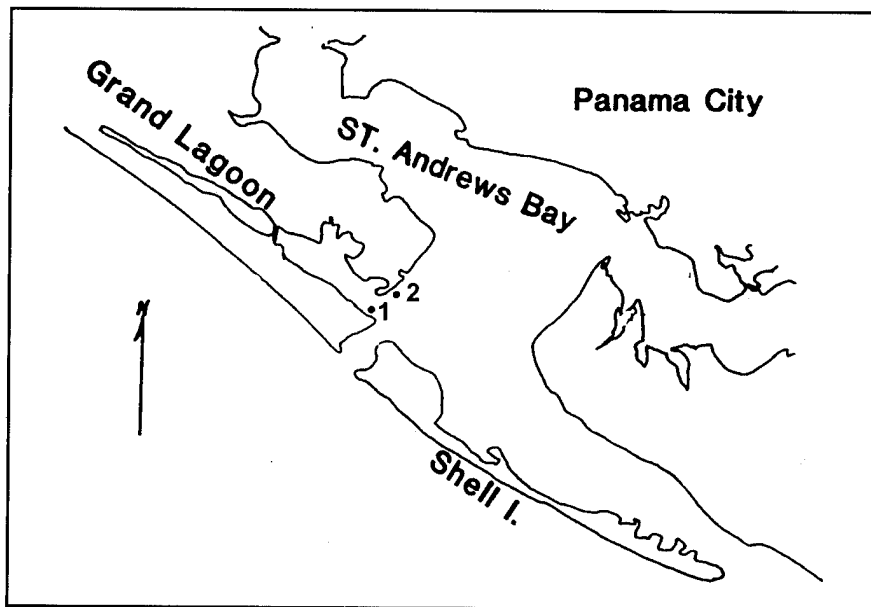 Panama City
Grand Lagoon
ST. Andrews Bay
2
1
N
Shell I.